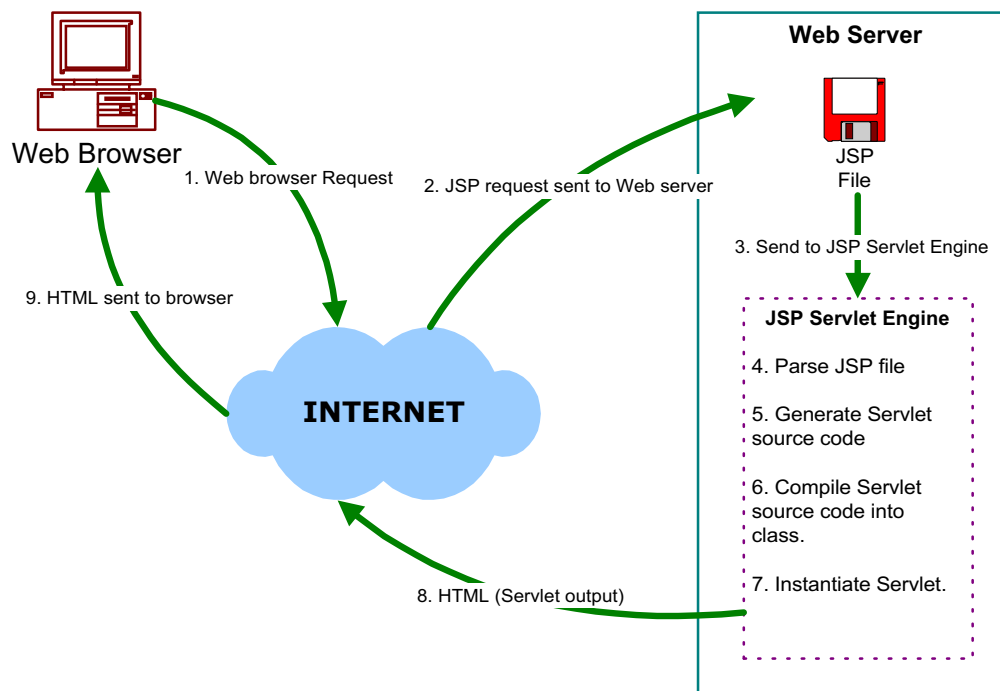 Web Server
Web Browser
JSP
File
1. Web browser Request
2. JSP request sent to Web server
3. Send to JSP Servlet Engine
9. HTML sent to browser
INTERNET
JSP Servlet Engine
4. Parse JSP file
5. Generate Servlet
source code
6. Compile Servlet
source code into
class.
7. Instantiate Servlet.
8. HTML (Servlet output)